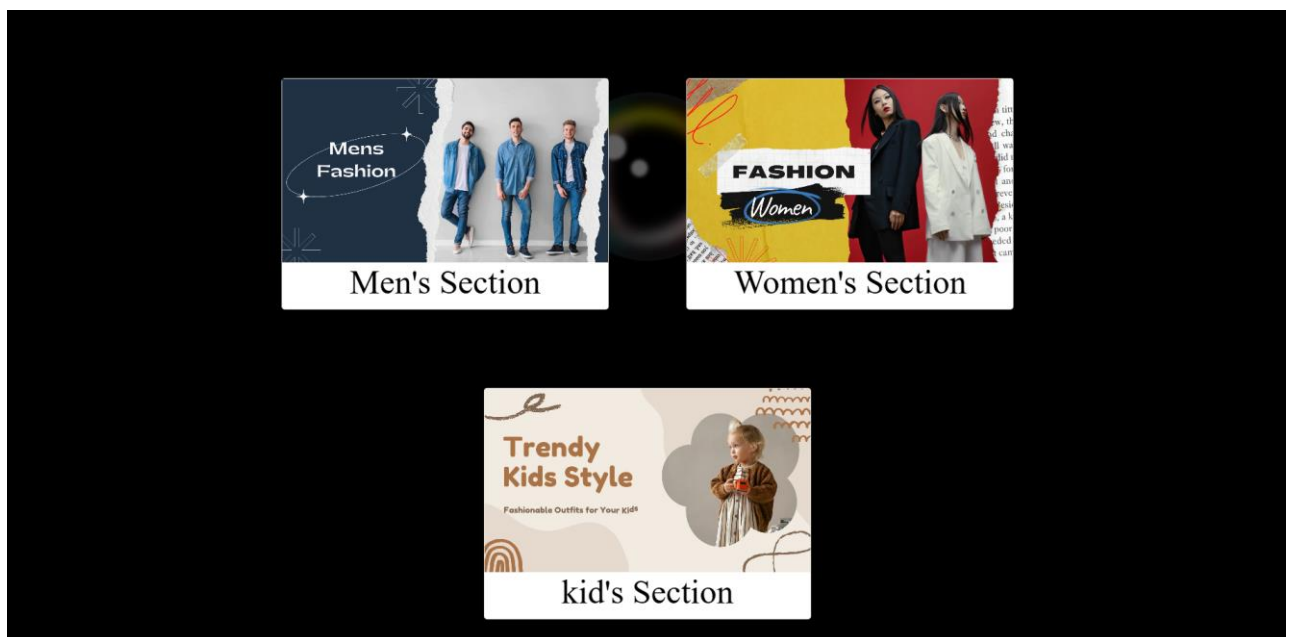 Mens
Fashion
Men's Section
FASHION
Women
Women's Section
Trendy
Kids Style
Fashionable Outfits for Your Kids
kid's Section